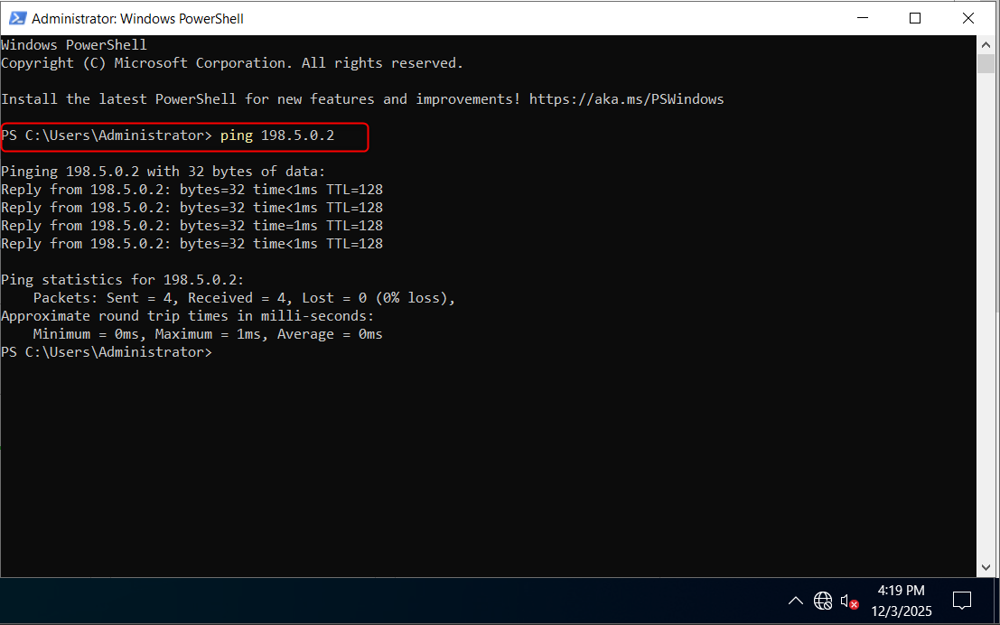 Administrator: Windows PowerShell
Windows PowerShell
Copyright (C) Microsoft Corporation. All rights reserved.
Install the latest PowerShell for new features and improvements! https://aka.ms/PSWindows
PS C:\Users\Administrator> ping 198.5.0.2
Pinging 198.5.0.2 with 32 bytes of data:
Reply from 198.5.0.2: bytes=32 time<1ms TTL=128
Reply from 198.5.0.2: bytes=32 time<1ms TTL=128
Reply from 198.5.0.2: bytes=32 time=1ms TTL=128
Reply from 198.5.0.2: bytes=32 time<1ms TTL=128
Ping statistics for 198.5.0.2:
    Packets: Sent = 4, Received = 4, Lost = 0 (0% loss),
Approximate round trip times in milli-seconds:
    Minimum = 0ms, Maximum = 1ms, Average = 0ms
PS C:\Users\Administrator>
4:19 PM
12/3/2025